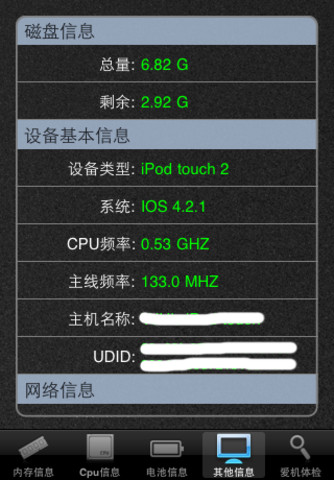 磁盘信息
总量: 6.82 G
剩余: 2.92 G
设备基本信息
设备类型: iPod touch 2
系统: IOS 4.2.1
CPU频率: 0.53 GHZ
主线频率: 133.0 MHZ
主机名称:
UDID:
网络信息
内存信息 Cpu信息 电池信息 其他信息 爱机体检